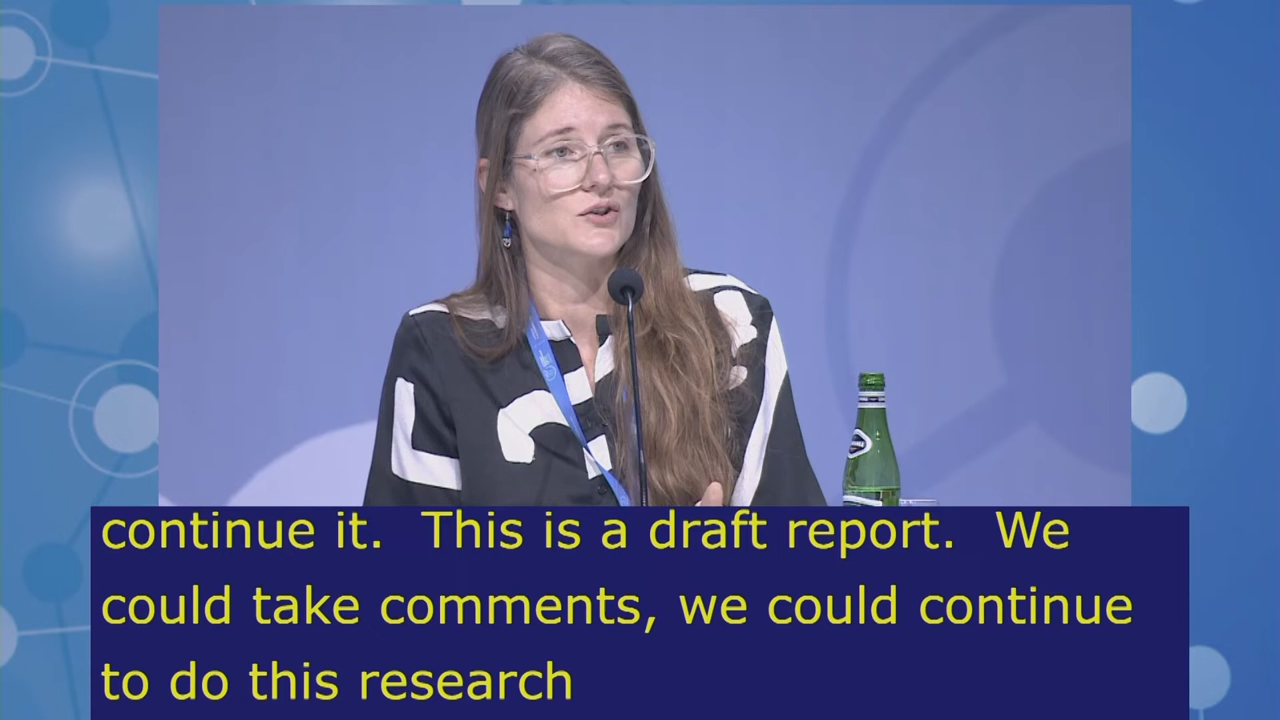 continue it.  This is a draft report.  We
could take comments, we could continue
to do this research